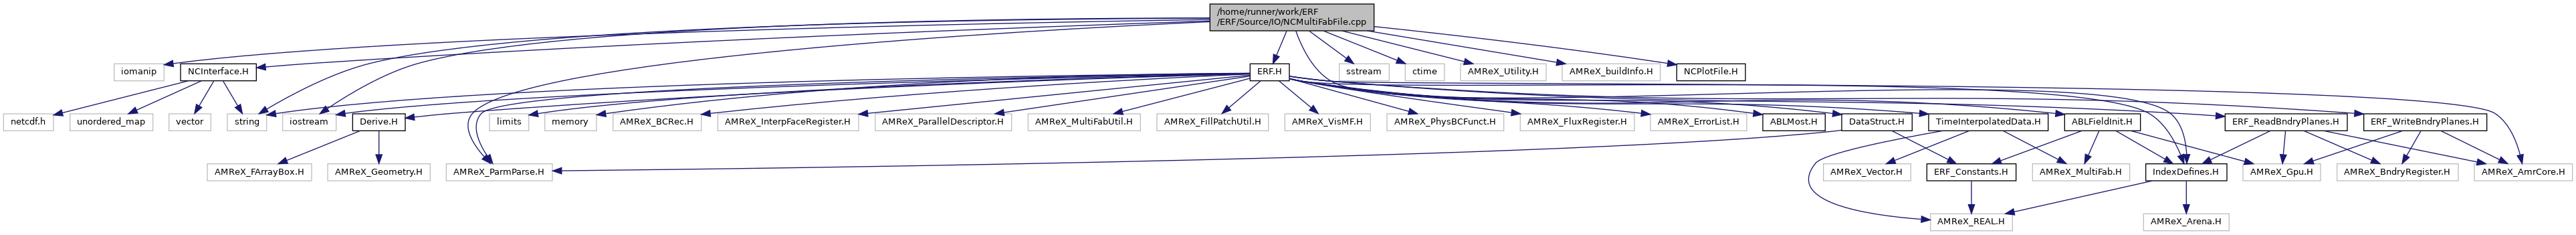 /home/runner/work/ERF
/ERF/Source/IO/NCMultiFabFile.cpp
iomanip
NCInterface.H
ERF.H
sstream
ctime
AMReX_Utility.H
AMReX_buildInfo.H
NCPlotFile.H
netcdf.h
unordered_map
vector
string
iostream
Derive.H
limits
memory
AMReX_BCRec.H
AMReX_InterpFaceRegister.H
AMReX_ParallelDescriptor.H
AMReX_MultiFabUtil.H
AMReX_FillPatchUtil.H
AMReX_VisMF.H
AMReX_PhysBCFunct.H
AMReX_FluxRegister.H
AMReX_ErrorList.H
ABLMost.H
DataStruct.H
TimeInterpolatedData.H
ABLFieldInit.H
ERF_ReadBndryPlanes.H
ERF_WriteBndryPlanes.H
AMReX_FArrayBox.H
AMReX_Geometry.H
AMReX_ParmParse.H
AMReX_Vector.H
ERF_Constants.H
AMReX_MultiFab.H
IndexDefines.H
AMReX_Gpu.H
AMReX_BndryRegister.H
AMReX_AmrCore.H
AMReX_REAL.H
AMReX_Arena.H